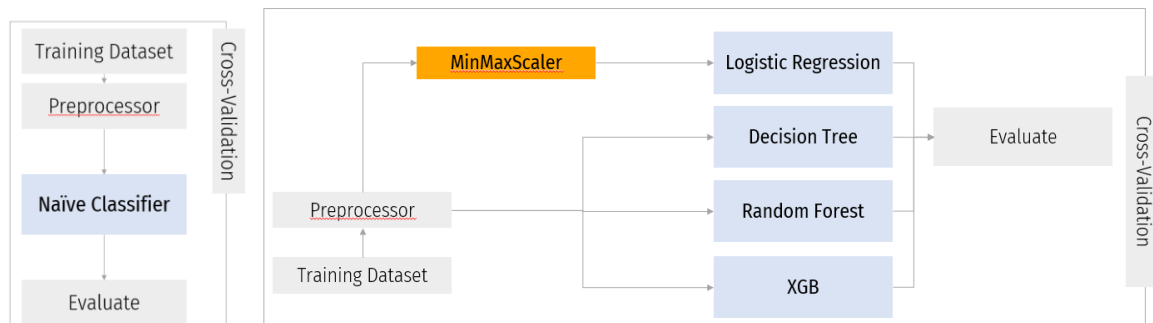 Training Dataset
Preprocessor
Naïve Classifier
Evaluate
Cross-Validation
MinMaxScaler
Logistic Regression
Decision Tree
Evaluate
Preprocessor
Random Forest
Training Dataset
XGB
Cross-Validation